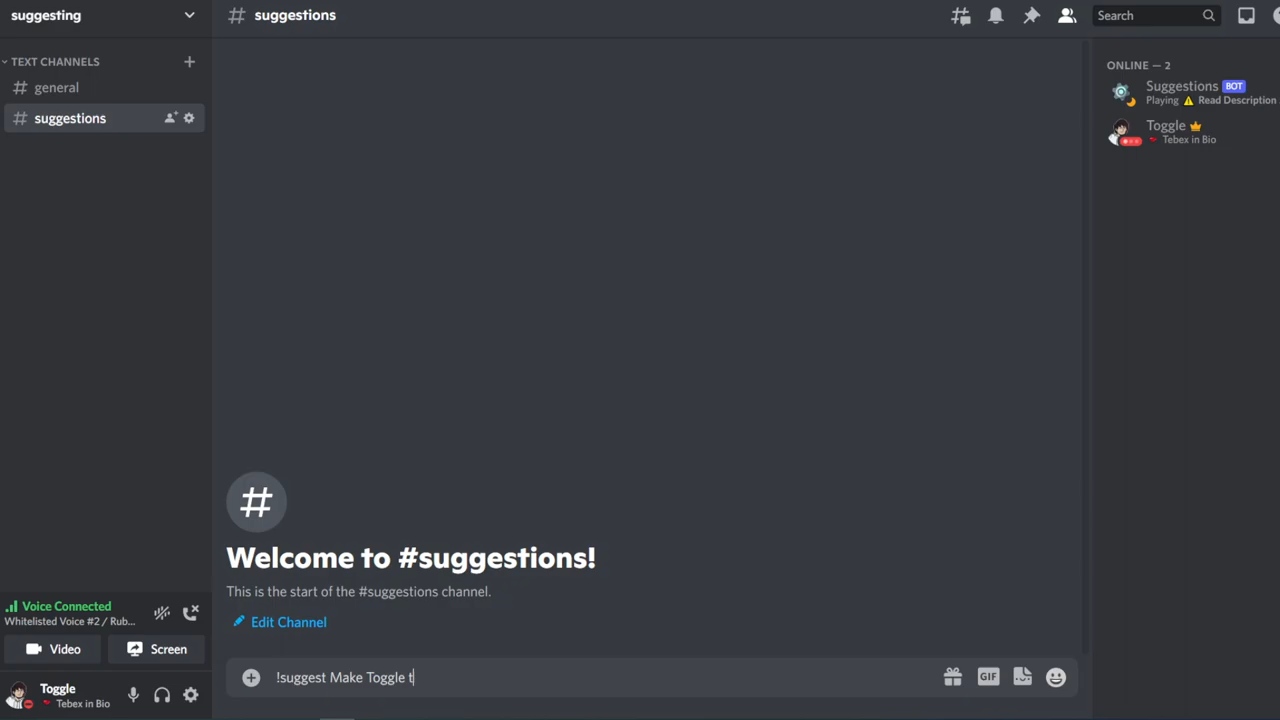 suggesting
TEXT CHANNELS
general
suggestions
Voice Connected
Whitelisted Voice #2 / Rub...
Video
Screen
Toggle
Tebex in Bio
suggestions
Search
Welcome to #suggestions!
This is the start of the #suggestions channel.
Edit Channel
!suggest Make Toggle t
GIF
ONLINE — 2
Suggestions BOT
Playing ⚠ Read Description
Toggle
Tebex in Bio